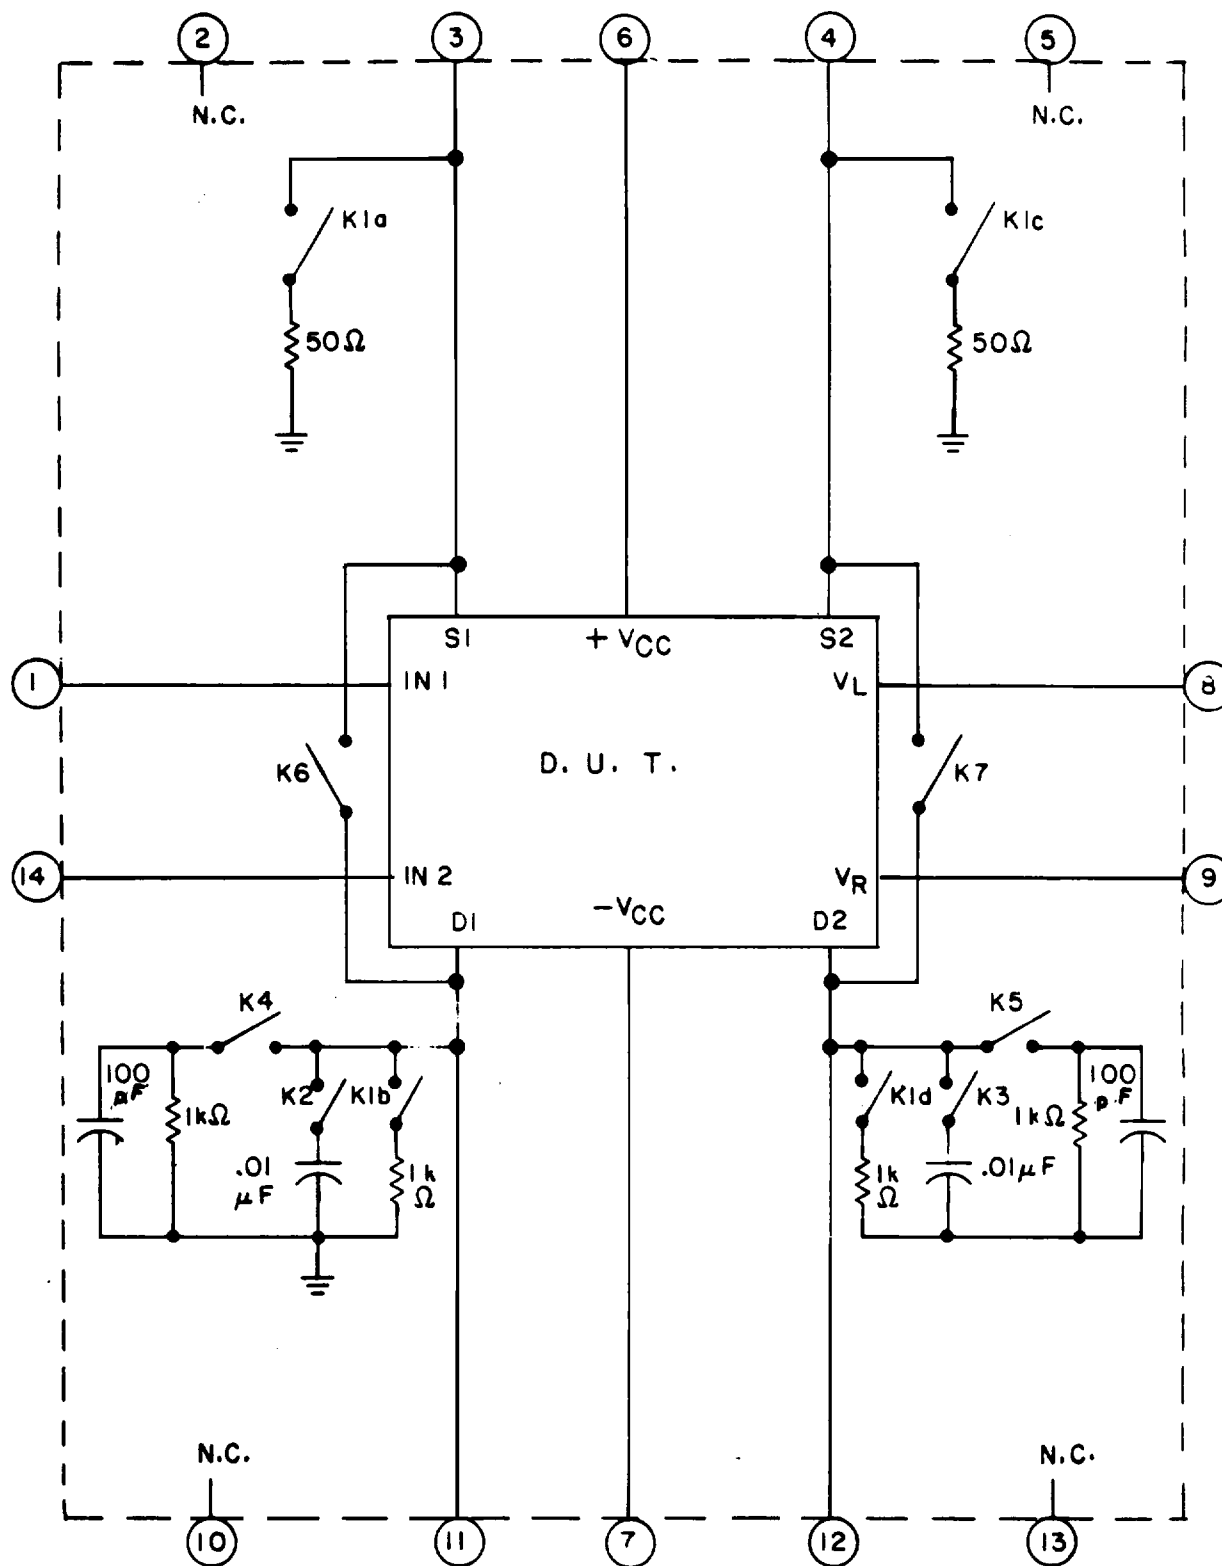 2
3
6
4
5
N.C.
N.C.
K1a
K1c
50Ω
50Ω
S1
+VCC
S2
1
IN 1
VL
8
K6
D. U. T.
K7
14
IN 2
VR
9
D1
-VCC
D2
K4
K5
100
μF
1kΩ
K2
K1b
.01
μF
1k
Ω
K1d
K3
1k
Ω
.01μF
1kΩ
100
N.C.
N.C.
10
11
7
12
13